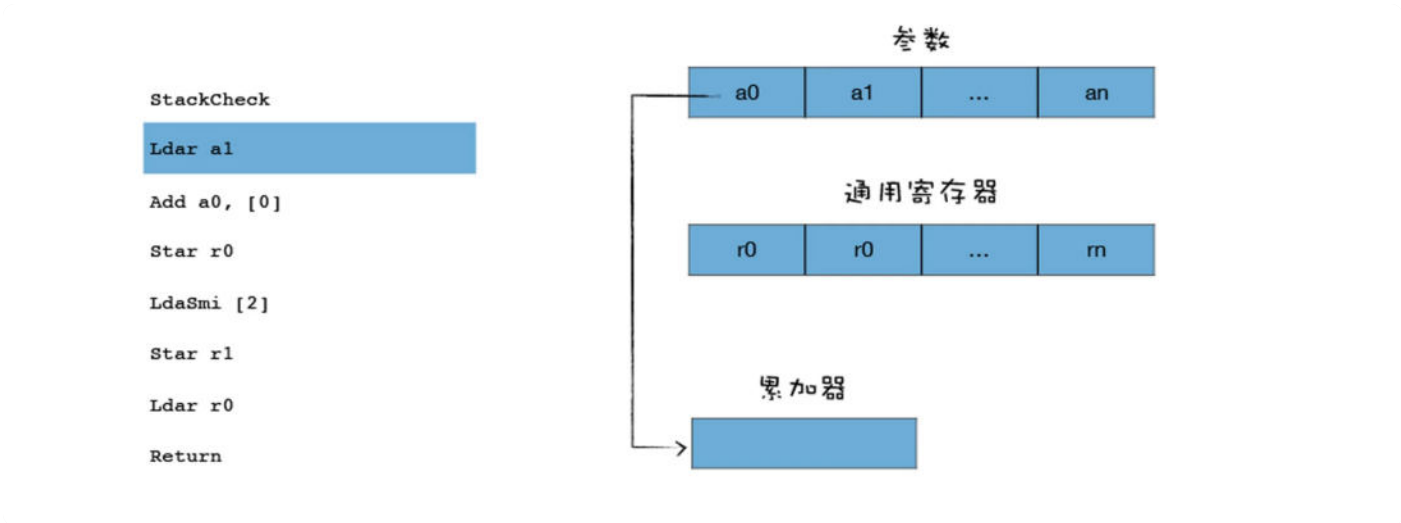 StackCheck
Ldar a1
Add a0, [0]
Star r0
LdaSmi [2]
Star r1
Ldar r0
Return
参数
a0 a1 ... an
通用寄存器
r0 r0 ... rn
累加器